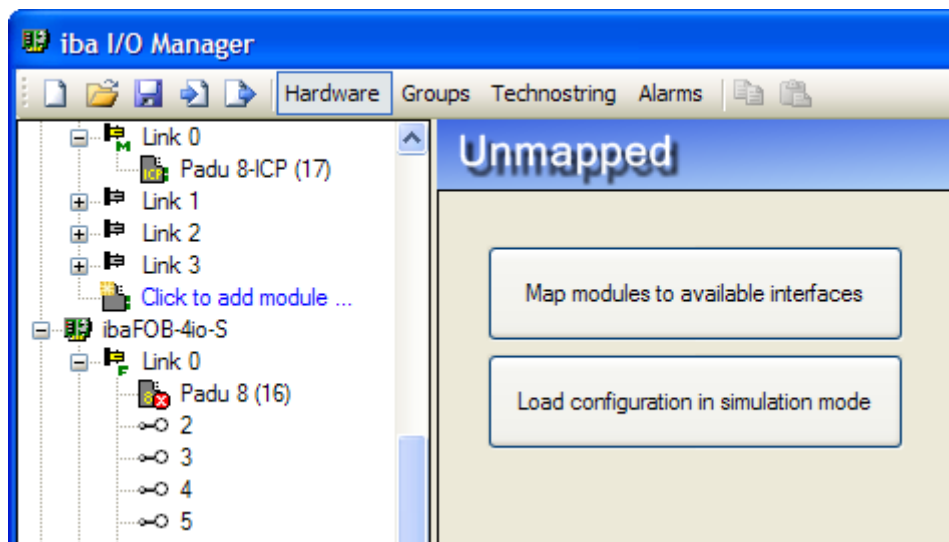 iba I/O Manager
Hardware Groups Technostring Alarms
Link 0
Padu 8-ICP (17)
Link 1
Link 2
Link 3
Click to add module ...
ibaFOB-4io-S
Link 0
Padu 8 (16)
2
3
4
5
Unmapped
Map modules to available interfaces
Load configuration in simulation mode